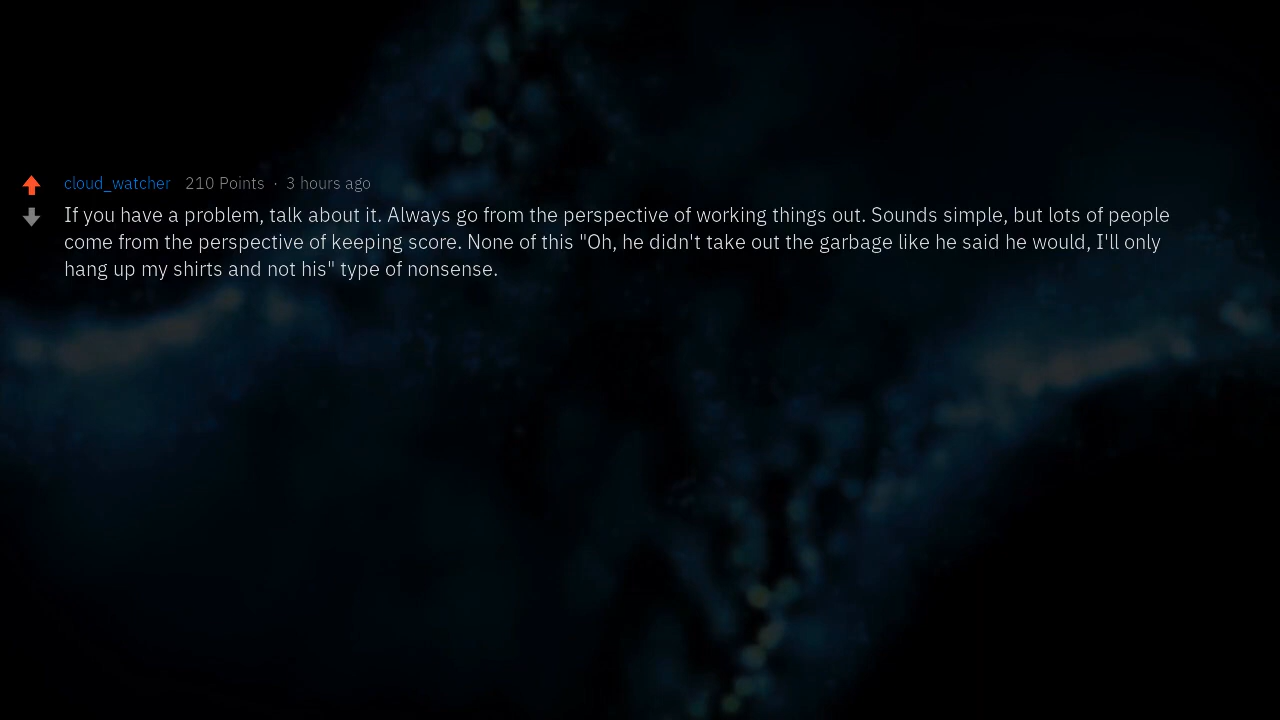 cloud_watcher 210 Points · 3 hours ago
If you have a problem, talk about it. Always go from the perspective of working things out. Sounds simple, but lots of people
come from the perspective of keeping score. None of this "Oh, he didn't take out the garbage like he said he would, I'll only
hang up my shirts and not his" type of nonsense.